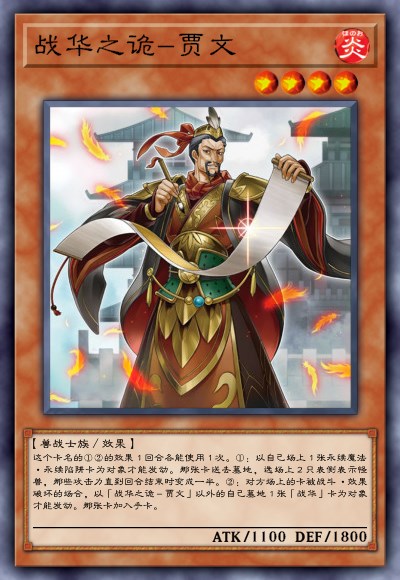 战华之诡-贾文
ほのお
炎
【兽战士族/效果】
这个卡名的①②的效果1回合各能使用1次。①：以自己场上1张永续魔法
·永续陷阱卡为对象才能发动。那张卡送去墓地，选场上2只表侧表示怪
兽，那些攻击力直到回合结束时变成一半。②：对方场上的卡被战斗·效果
破坏的场合，以「战华之诡-贾文」以外的自己墓地1张「战华」卡为对
象才能发动。那张卡加入手卡。
ATK/1100 DEF/1800